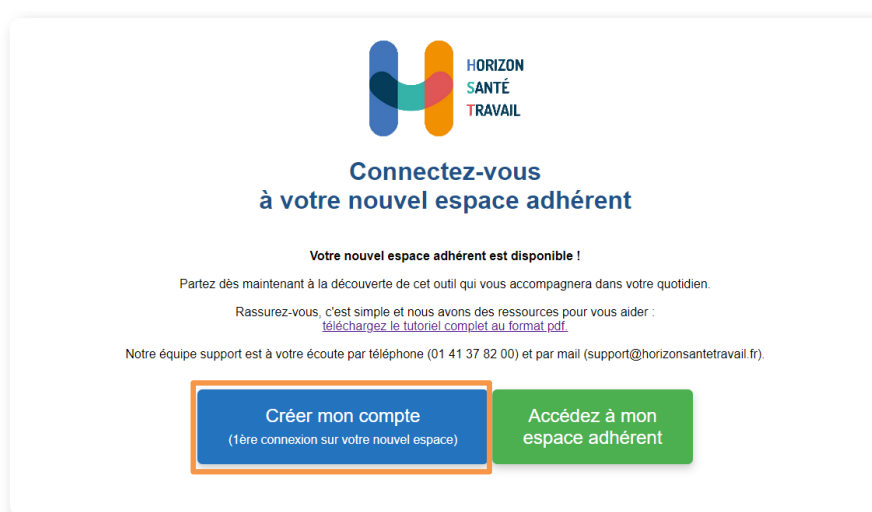 HORIZON
SANTÉ
TRAVAIL
Connectez-vous
à votre nouvel espace adhérent
Votre nouvel espace adhérent est disponible !
Partez dès maintenant à la découverte de cet outil qui vous accompagnera dans votre quotidien.
Rassurez-vous, c'est simple et nous avons des ressources pour vous aider :
téléchargez le tutoriel complet au format pdf.
Notre équipe support est à votre écoute par téléphone (01 41 37 82 00) et par mail (support@horizonsantetravail.fr).
Créer mon compte
(1ère connexion sur votre nouvel espace)
Accédez à mon
espace adhérent